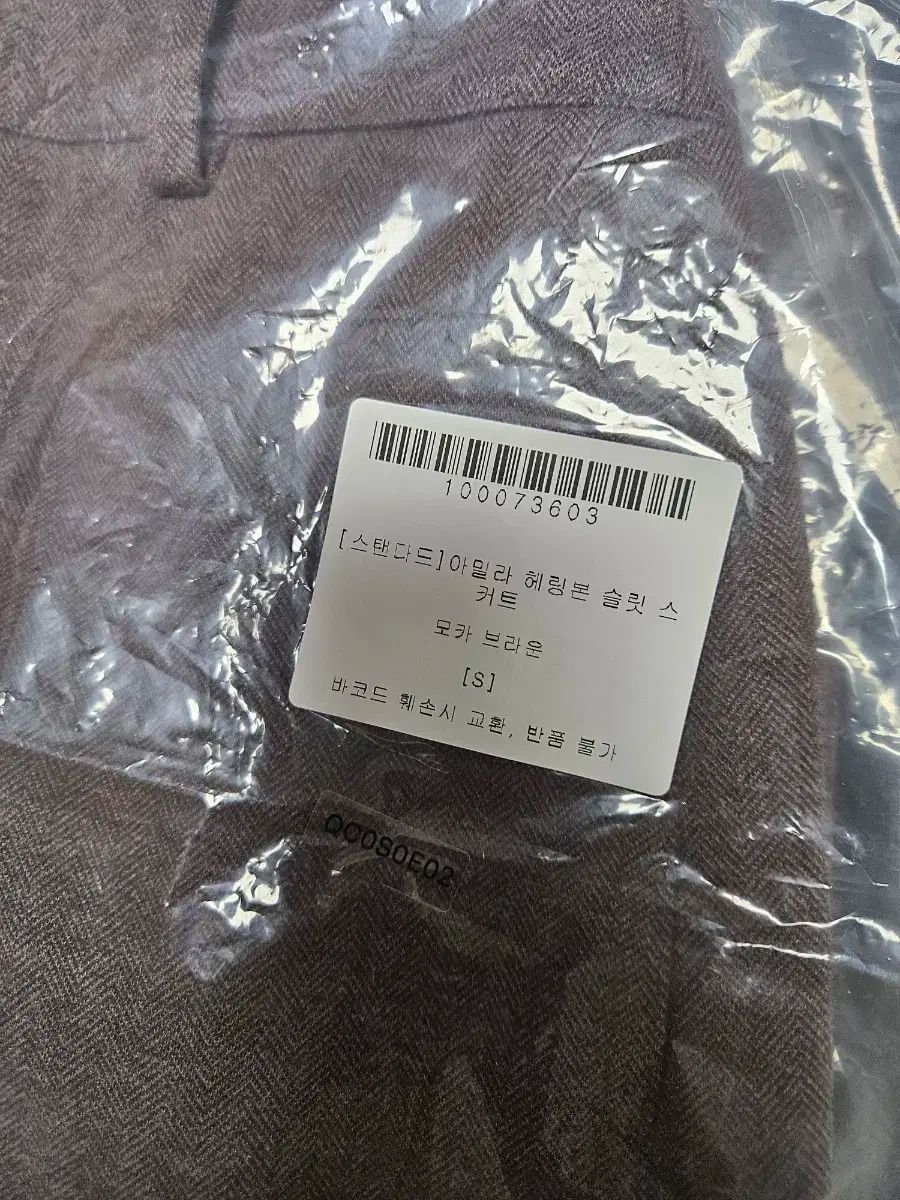 100073603
[스탠다드]아밀라 헤링본 슬릿 스
커트
모카 브라운
[S]
바코드 훼손시 교환, 반품 불가
QC0S0E02